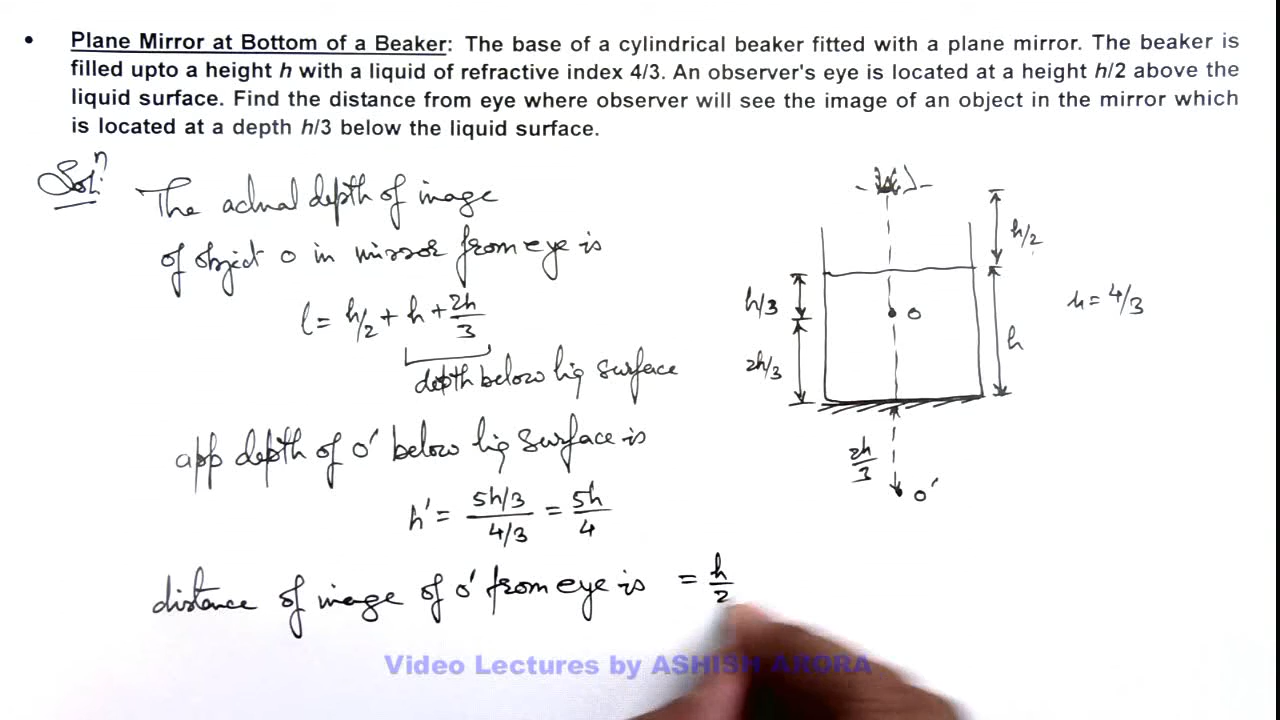 • Plane Mirror at Bottom of a Beaker: The base of a cylindrical beaker fitted with a plane mirror. The beaker is
filled upto a height h with a liquid of refractive index 4/3. An observer's eye is located at a height h/2 above the
liquid surface. Find the distance from eye where observer will see the image of an object in the mirror which
is located at a depth h/3 below the liquid surface.
Solⁿ:
The actual depth of image
of object O in mirror from eye is
l = h/2 + h + 2h/3
depth below liq surface
app depth of O' below liq surface is
h' = (5h/3)/(4/3) = 5h/4
distance of image of O' from eye is = h/2
h/2
h/3
O
μ = 4/3
h
2h/3
2h/3
O'
Video Lectures by ASHISH ARORA